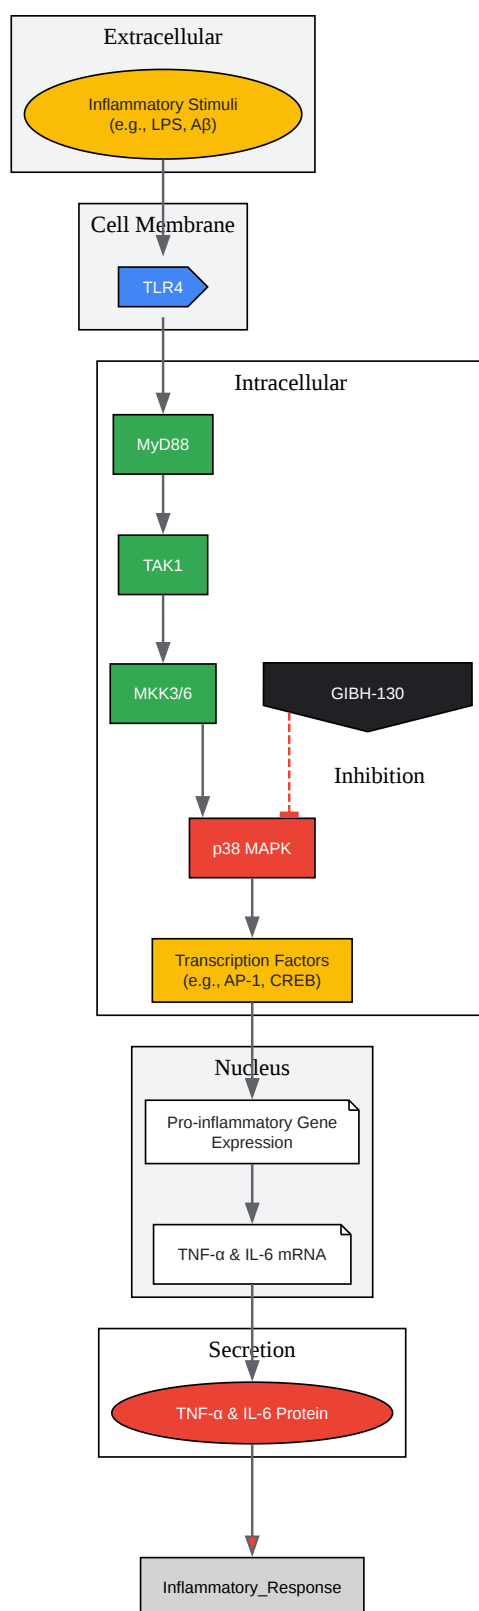 Extracellular
Inflammatory Stimuli
(e.g., LPS, Aβ)
Cell Membrane
TLR4
Intracellular
MyD88
TAK1
MKK3/6
GIBH-130
Inhibition
p38 MAPK
Transcription Factors
(e.g., AP-1, CREB)
Nucleus
Pro-inflammatory Gene
Expression
TNF-α & IL-6 mRNA
Secretion
TNF-α & IL-6 Protein
Inflammatory_Response